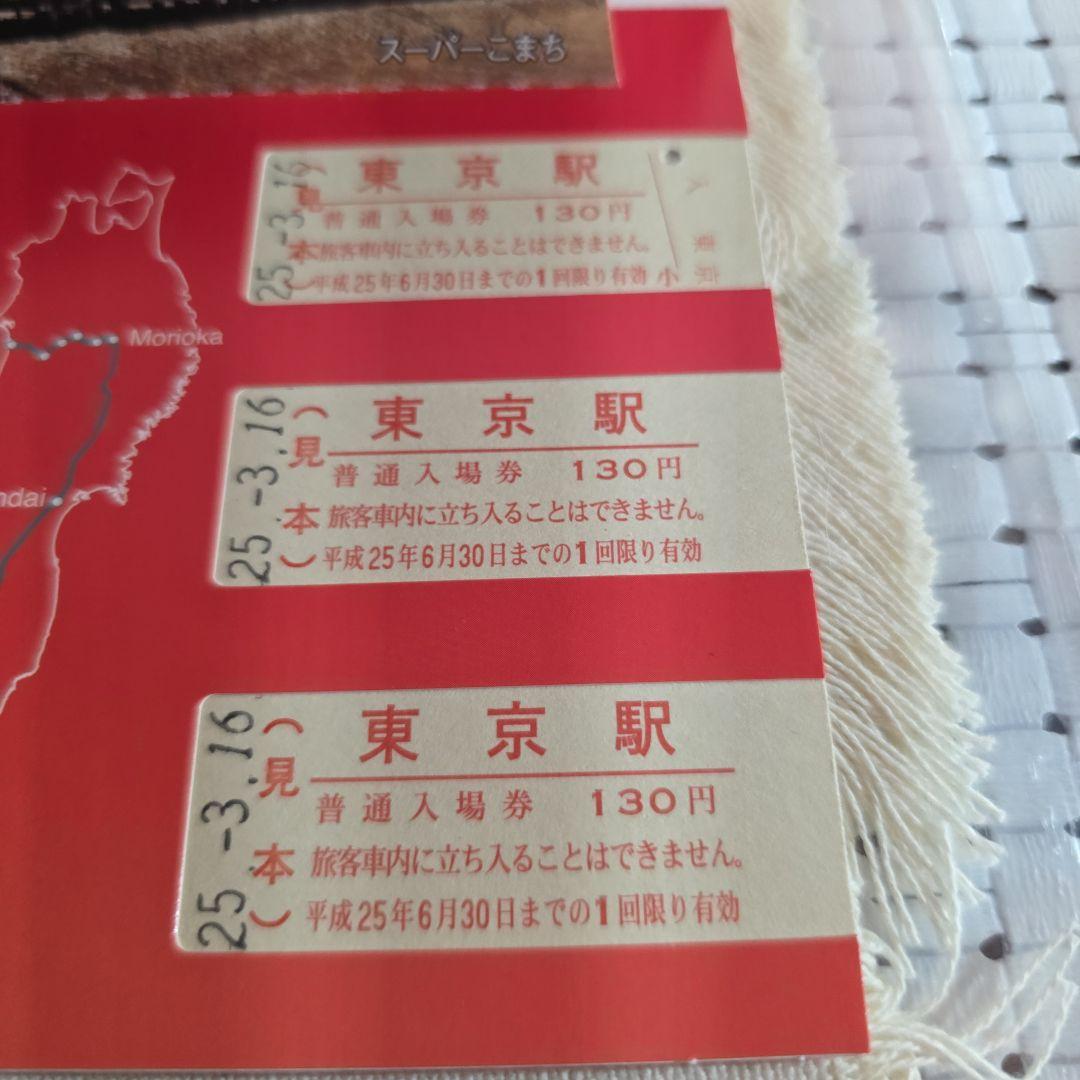 スーパーこまち
東京駅
普通入場券 130円
旅客車内に立ち入ることはできません。
平成25年6月30日までの1回限り有効 小
(見本)
25.-3.16
Morioka
東京駅
普通入場券 130円
旅客車内に立ち入ることはできません。
平成25年6月30日までの1回限り有効
(見本)
25.-3.16
ndai
東京駅
普通入場券 130円
旅客車内に立ち入ることはできません。
平成25年6月30日までの1回限り有効
(見本)
25.-3.16